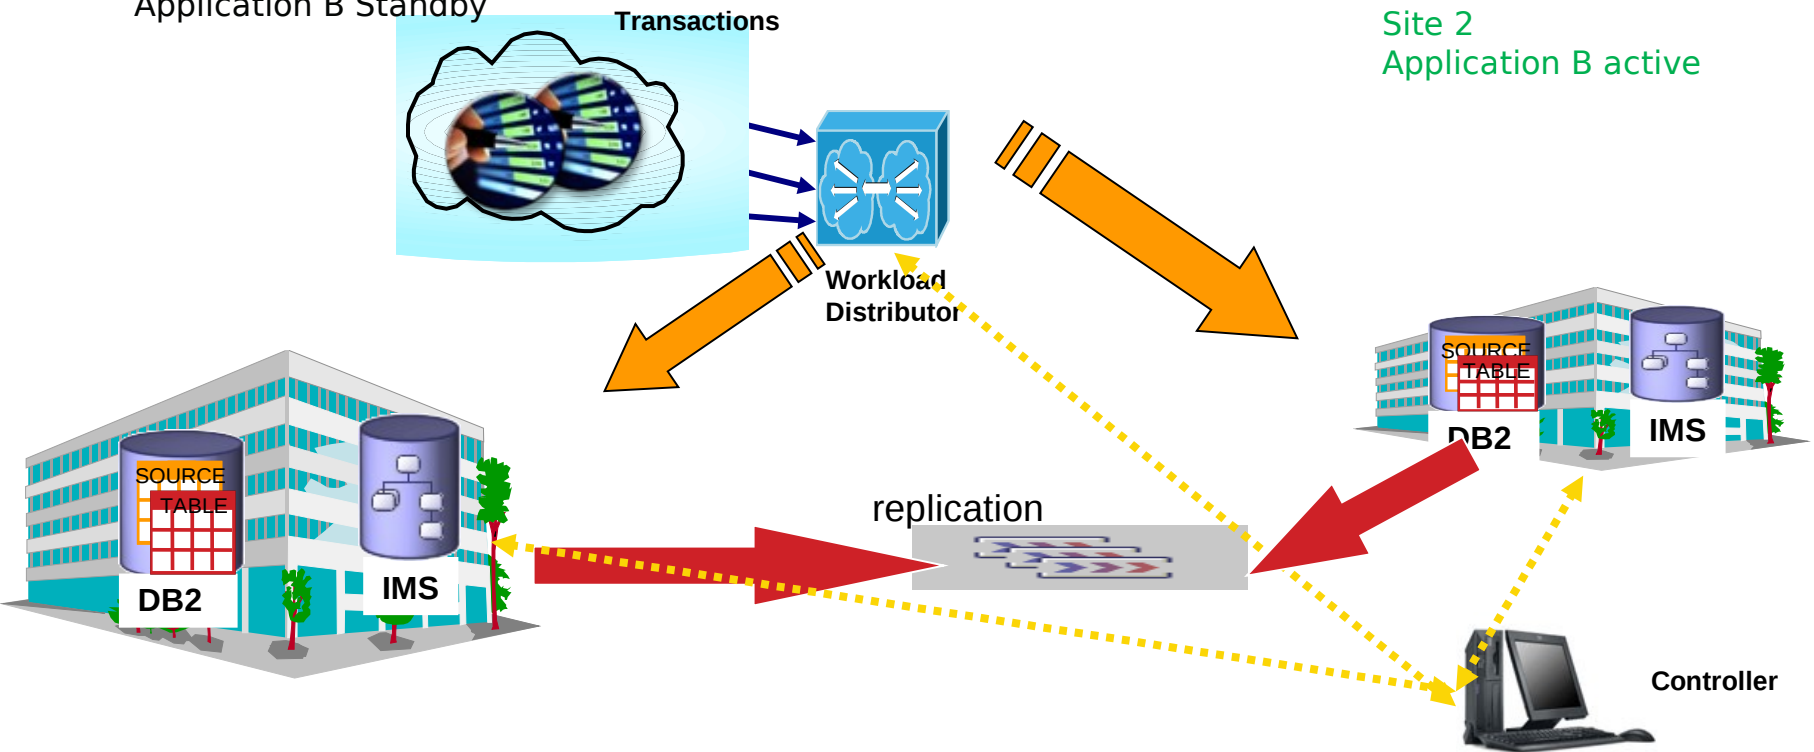 Application B Standby
Transactions
Site 2
Application B active
Workload
Distributor
SOURCE
TABLE
DB2
IMS
replication
SOURCE
TABLE
DB2
IMS
Controller